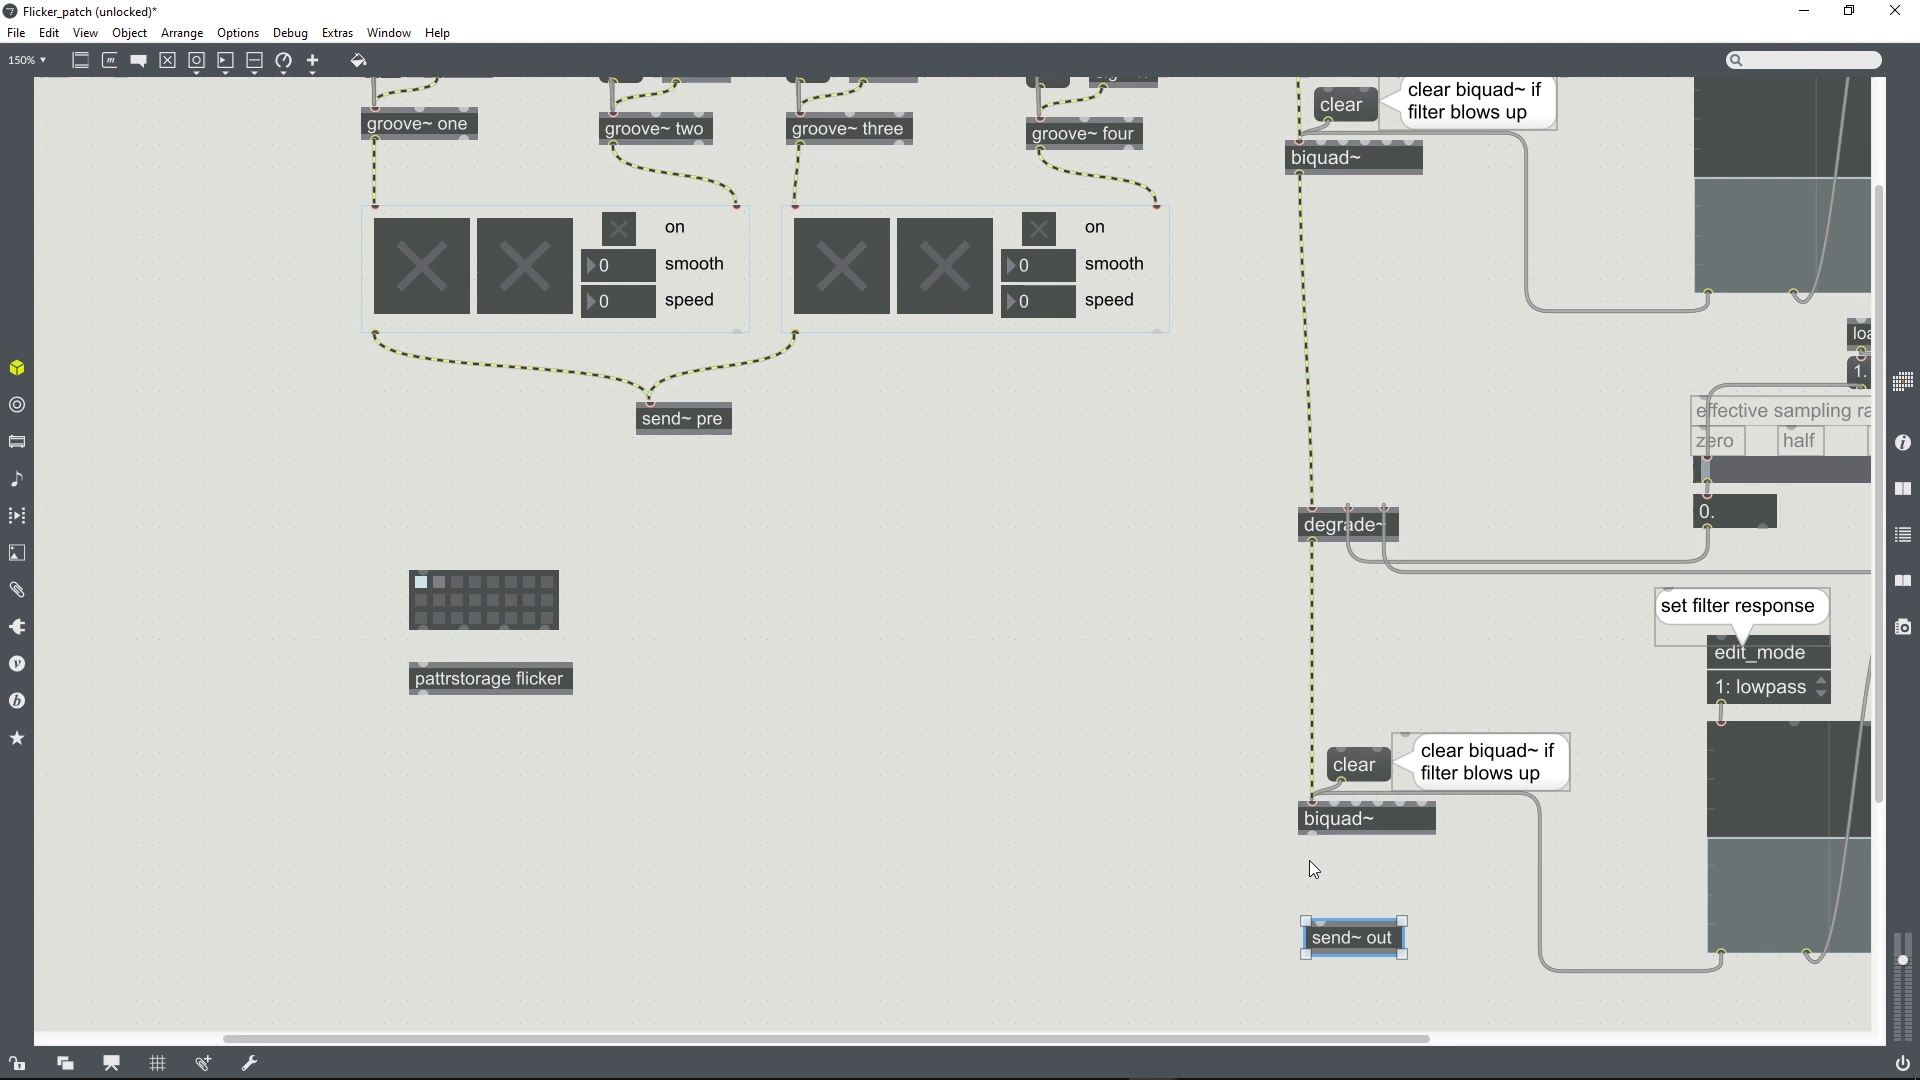 Flicker_patch (unlocked)*
File Edit View Object Arrange Options Debug Extras Window Help
150%
clear
clear biquad~ if
filter blows up
groove~ one
groove~ two
groove~ three
groove~ four
biquad~
on
smooth
speed
0
0
on
smooth
speed
0
0
1.
send~ pre
effective sampling ra
zero
half
0.
degrade~
set filter response
edit_mode
1: lowpass
pattrstorage flicker
clear
clear biquad~ if
filter blows up
biquad~
send~ out